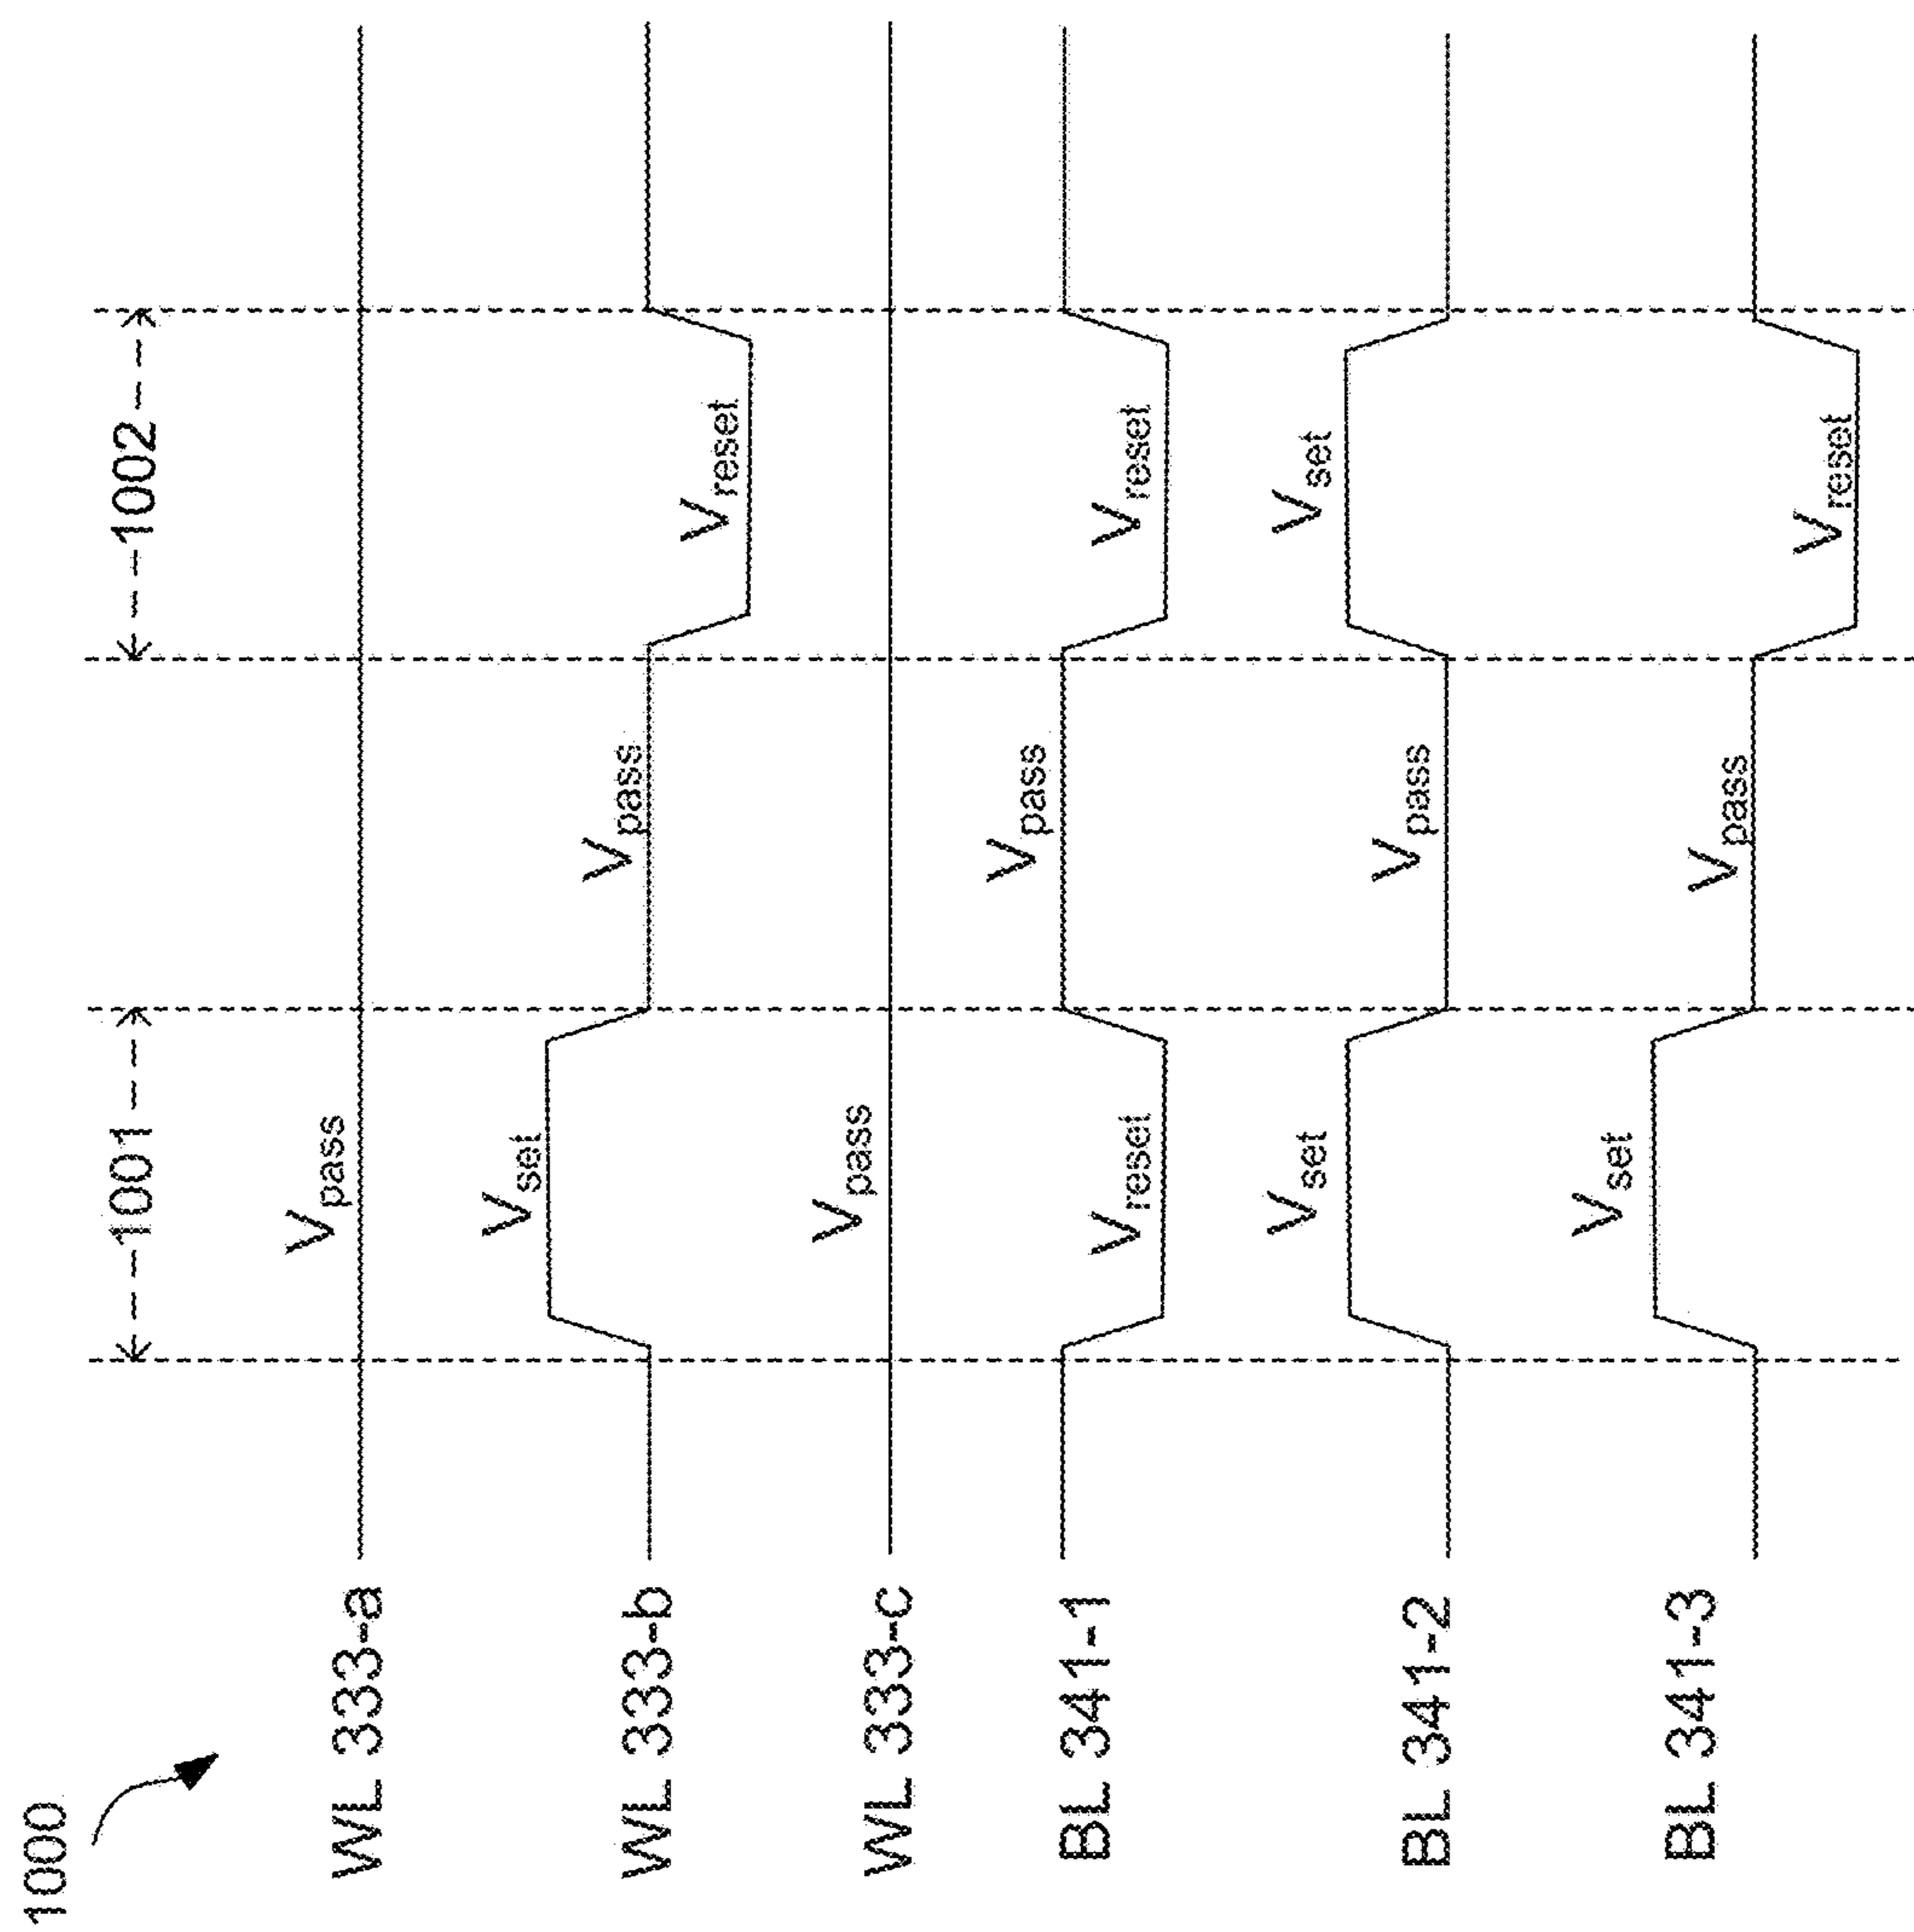 1000
1001
1002
WL 333-a
Vpass
WL 333-b
Vset
Vpass
Vreset
WL 333-c
Vpass
BL 341-1
Vreset
Vpass
Vreset
BL 341-2
Vset
Vpass
Vset
BL 341-3
Vset
Vpass
Vreset